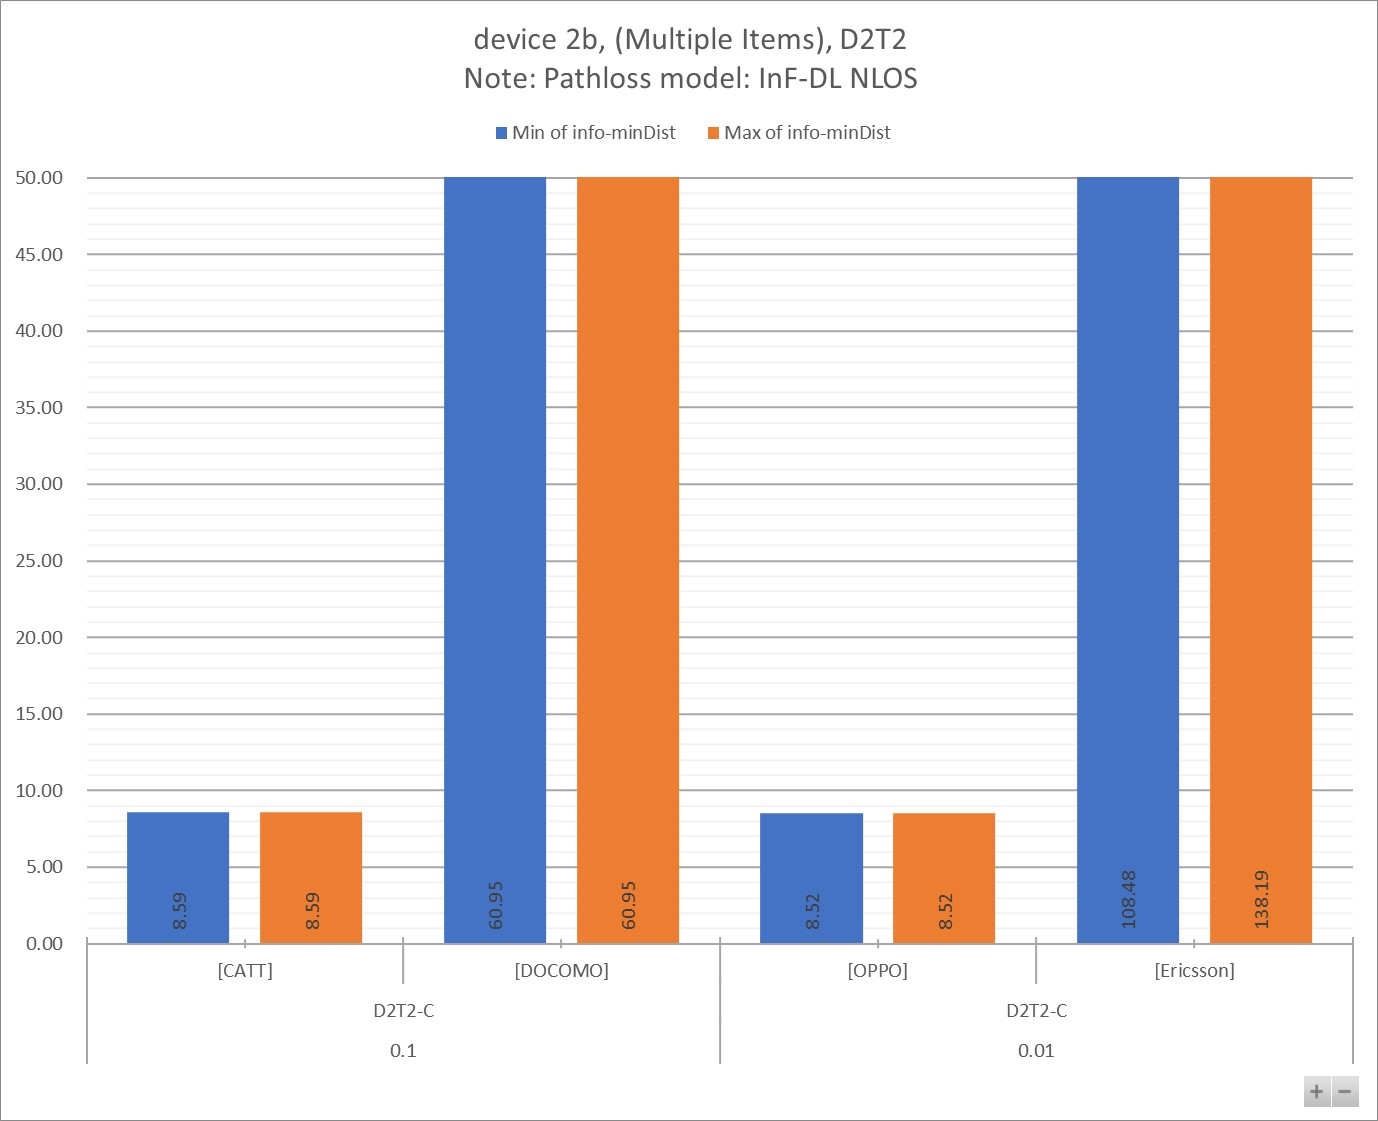 device 2b, (Multiple Items), D2T2
Note: Pathloss model: InF-DL NLOS
Min of info-minDist Max of info-minDist
50.00
45.00
40.00
35.00
30.00
25.00
20.00
15.00
10.00
5.00
0.00
8.59 8.59 60.95 60.95 8.52 8.52 108.48 138.19
[CATT] [DOCOMO] [OPPO] [Ericsson]
D2T2-C D2T2-C
0.1 0.01
+ −